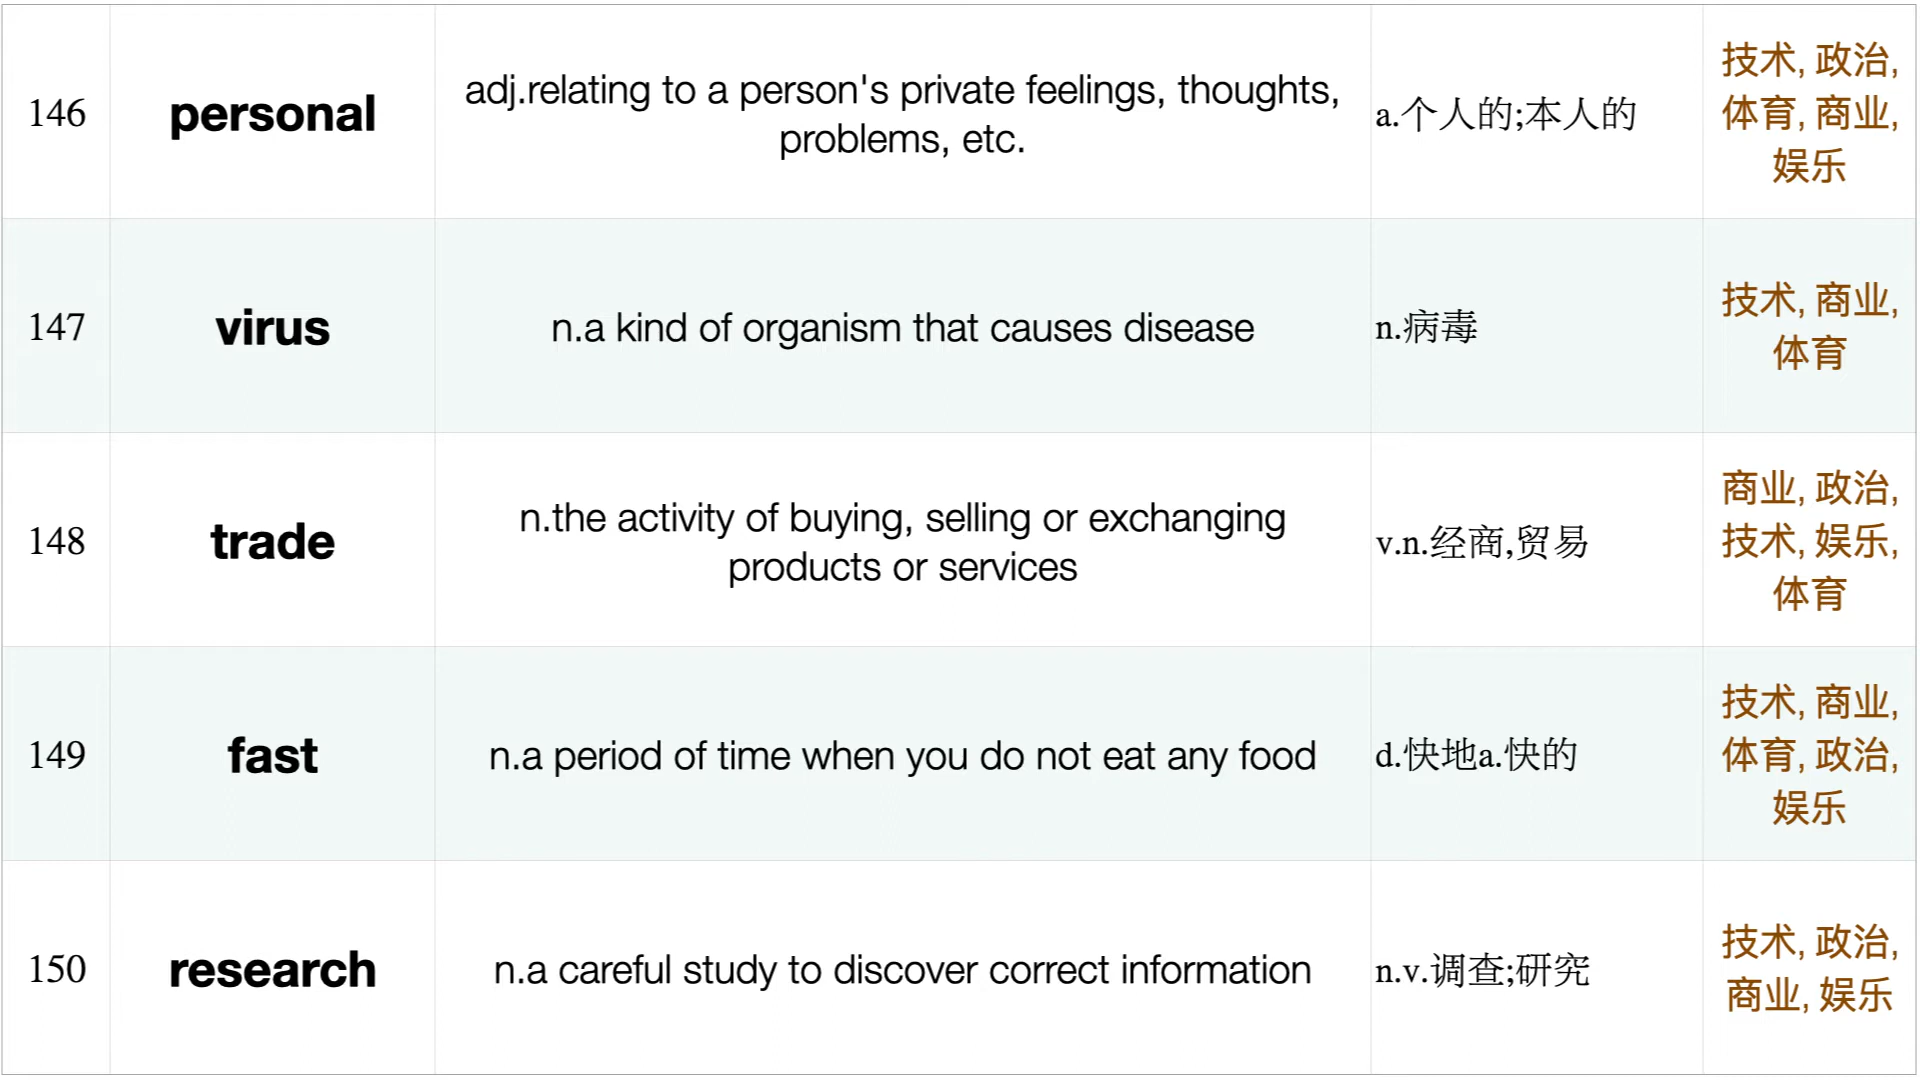 146
personal
adj.relating to a person's private feelings, thoughts,
problems, etc.
a.个人的;本人的
技术, 政治,
体育, 商业,
娱乐
147
virus
n.a kind of organism that causes disease
n.病毒
技术, 商业,
体育
148
trade
n.the activity of buying, selling or exchanging
products or services
v.n.经商,贸易
商业, 政治,
技术, 娱乐,
体育
149
fast
n.a period of time when you do not eat any food
d.快地a.快的
技术, 商业,
体育, 政治,
娱乐
150
research
n.a careful study to discover correct information
n.v.调查;研究
技术, 政治,
商业, 娱乐